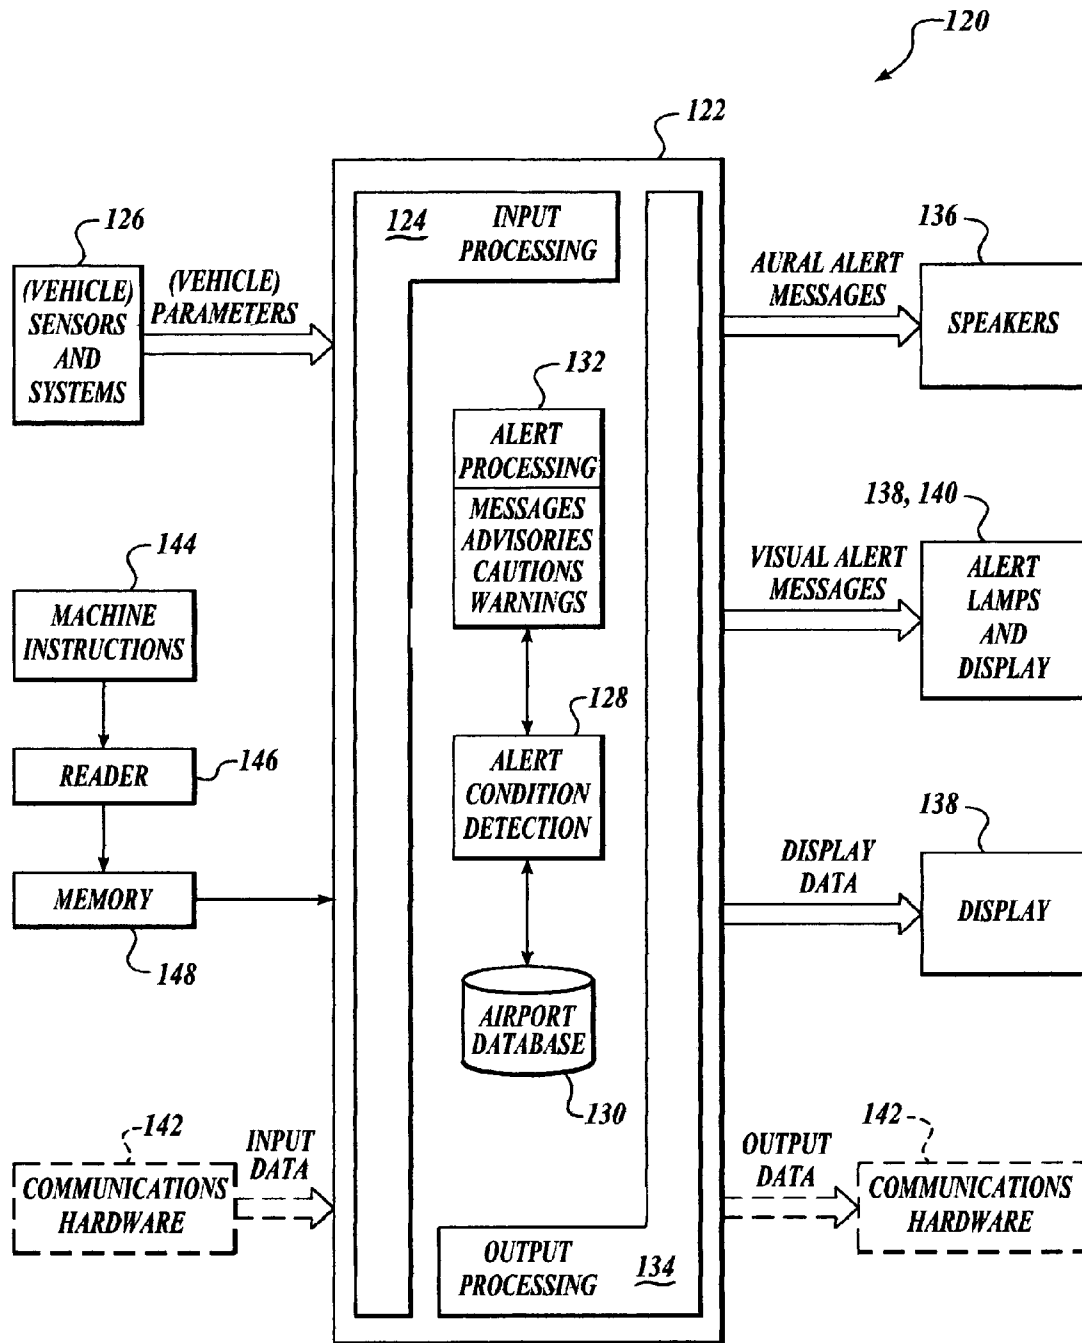 120
122
126
(VEHICLE)
SENSORS
AND
SYSTEMS
(VEHICLE)
PARAMETERS
124
INPUT
PROCESSING
AURAL ALERT
MESSAGES
136
SPEAKERS
132
ALERT
PROCESSING
MESSAGES
ADVISORIES
CAUTIONS
WARNINGS
VISUAL ALERT
MESSAGES
138, 140
ALERT
LAMPS
AND
DISPLAY
144
MACHINE
INSTRUCTIONS
READER
146
MEMORY
148
128
ALERT
CONDITION
DETECTION
DISPLAY
DATA
138
DISPLAY
AIRPORT
DATABASE
130
142
COMMUNICATIONS
HARDWARE
INPUT
DATA
OUTPUT
DATA
142
COMMUNICATIONS
HARDWARE
OUTPUT
PROCESSING
134